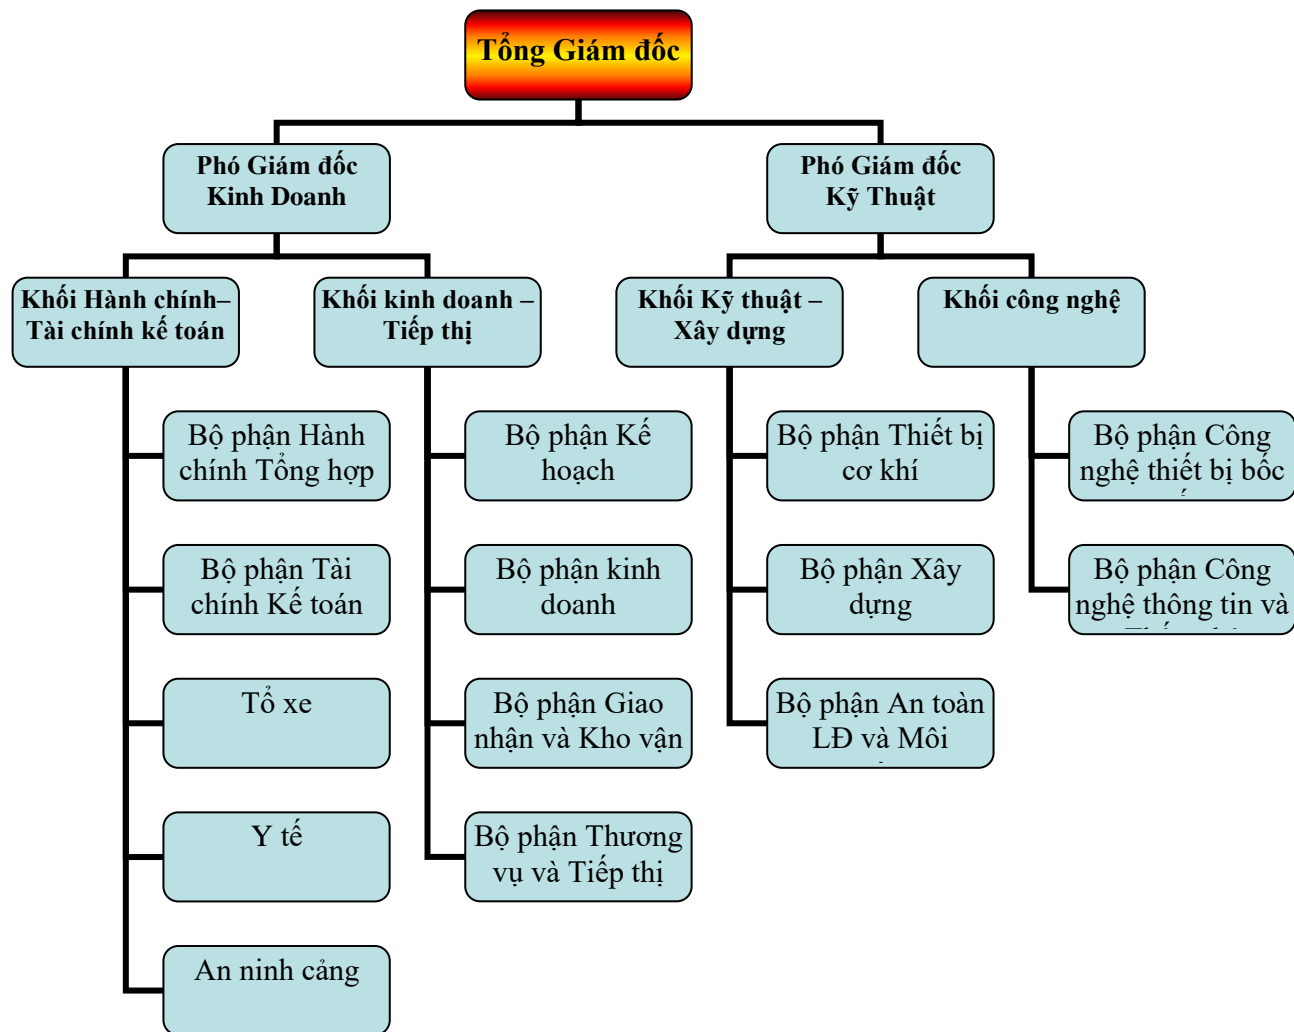 Tổng Giám đốc
Phó Giám đốc
Kinh Doanh
Phó Giám đốc
Kỹ Thuật
Khối Hành chính–
Tài chính kế toán
Khối kinh doanh –
Tiếp thị
Khối Kỹ thuật –
Xây dựng
Khối công nghệ
Bộ phận Hành
chính Tổng hợp
Bộ phận Tài
chính Kế toán
Tổ xe
Y tế
An ninh cảng
Bộ phận Kế
hoạch
Bộ phận kinh
doanh
Bộ phận Giao
nhận và Kho vận
Bộ phận Thương
vụ và Tiếp thị
Bộ phận Thiết bị
cơ khí
Bộ phận Xây
dựng
Bộ phận An toàn
LĐ và Môi
Bộ phận Công
nghệ thiết bị bốc
Bộ phận Công
nghệ thông tin và